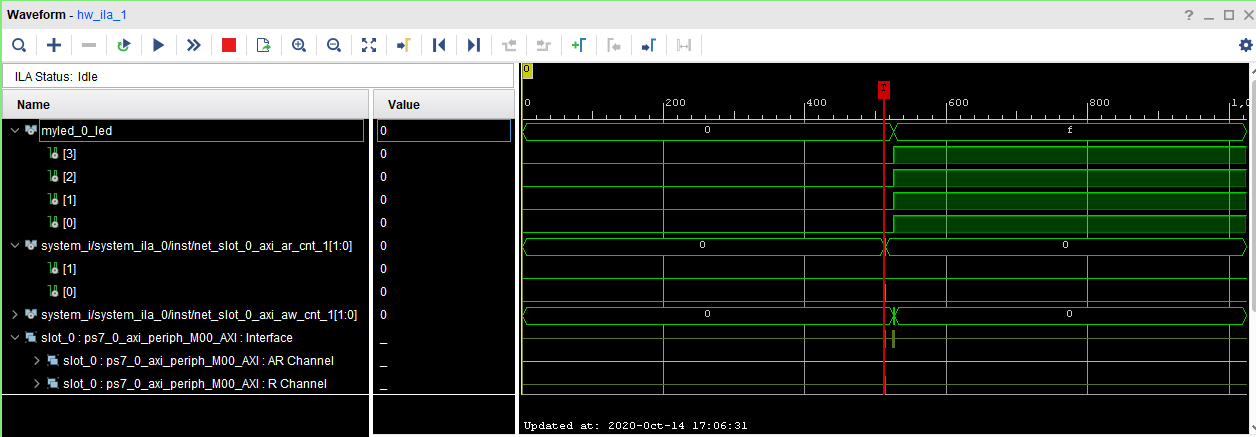 Waveform - hw_ila_1
ILA Status: Idle
Name Value
0
T
0 200 400 600 800 1,0
myled_0_led 0 0 f
[3] 0
[2] 0
[1] 0
[0] 0
system_i/system_ila_0/inst/net_slot_0_axi_ar_cnt_1[1:0] 0 0 0
[1] 0
[0] 0
system_i/system_ila_0/inst/net_slot_0_axi_aw_cnt_1[1:0] 0 0 0
slot_0 : ps7_0_axi_periph_M00_AXI : Interface _
slot_0 : ps7_0_axi_periph_M00_AXI : AR Channel _
slot_0 : ps7_0_axi_periph_M00_AXI : R Channel _
Updated at: 2020-Oct-14 17:06:31